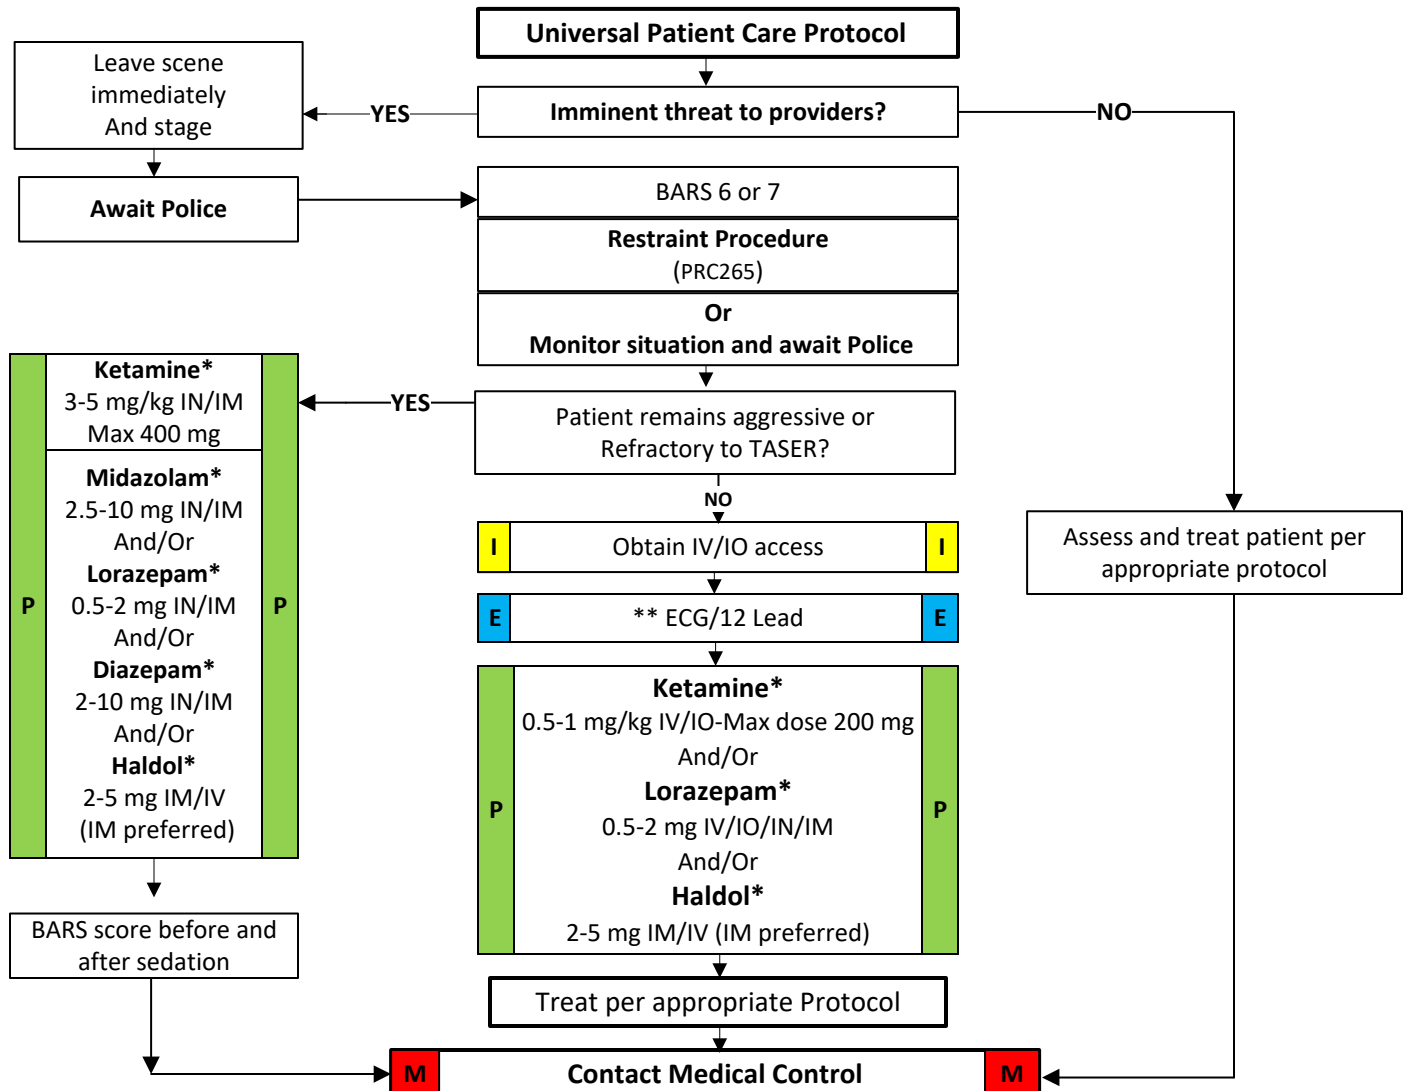 Universal Patient Care Protocol
Leave scene
immediately
And stage
YES
Imminent threat to providers?
NO
Await Police
BARS 6 or 7
Restraint Procedure
(PRC265)
Or
Monitor situation and await Police
Patient remains aggressive or
Refractory to TASER?
YES
NO
P
Ketamine*
3-5 mg/kg IN/IM
Max 400 mg
Midazolam*
2.5-10 mg IN/IM
And/Or
Lorazepam*
0.5-2 mg IN/IM
And/Or
Diazepam*
2-10 mg IN/IM
And/Or
Haldol*
2-5 mg IM/IV
(IM preferred)
P
BARS score before and
after sedation
I
Obtain IV/IO access
I
E
** ECG/12 Lead
E
P
Ketamine*
0.5-1 mg/kg IV/IO-Max dose 200 mg
And/Or
Lorazepam*
0.5-2 mg IV/IO/IN/IM
And/Or
Haldol*
2-5 mg IM/IV (IM preferred)
P
Treat per appropriate Protocol
Assess and treat patient per
appropriate protocol
M
Contact Medical Control
M